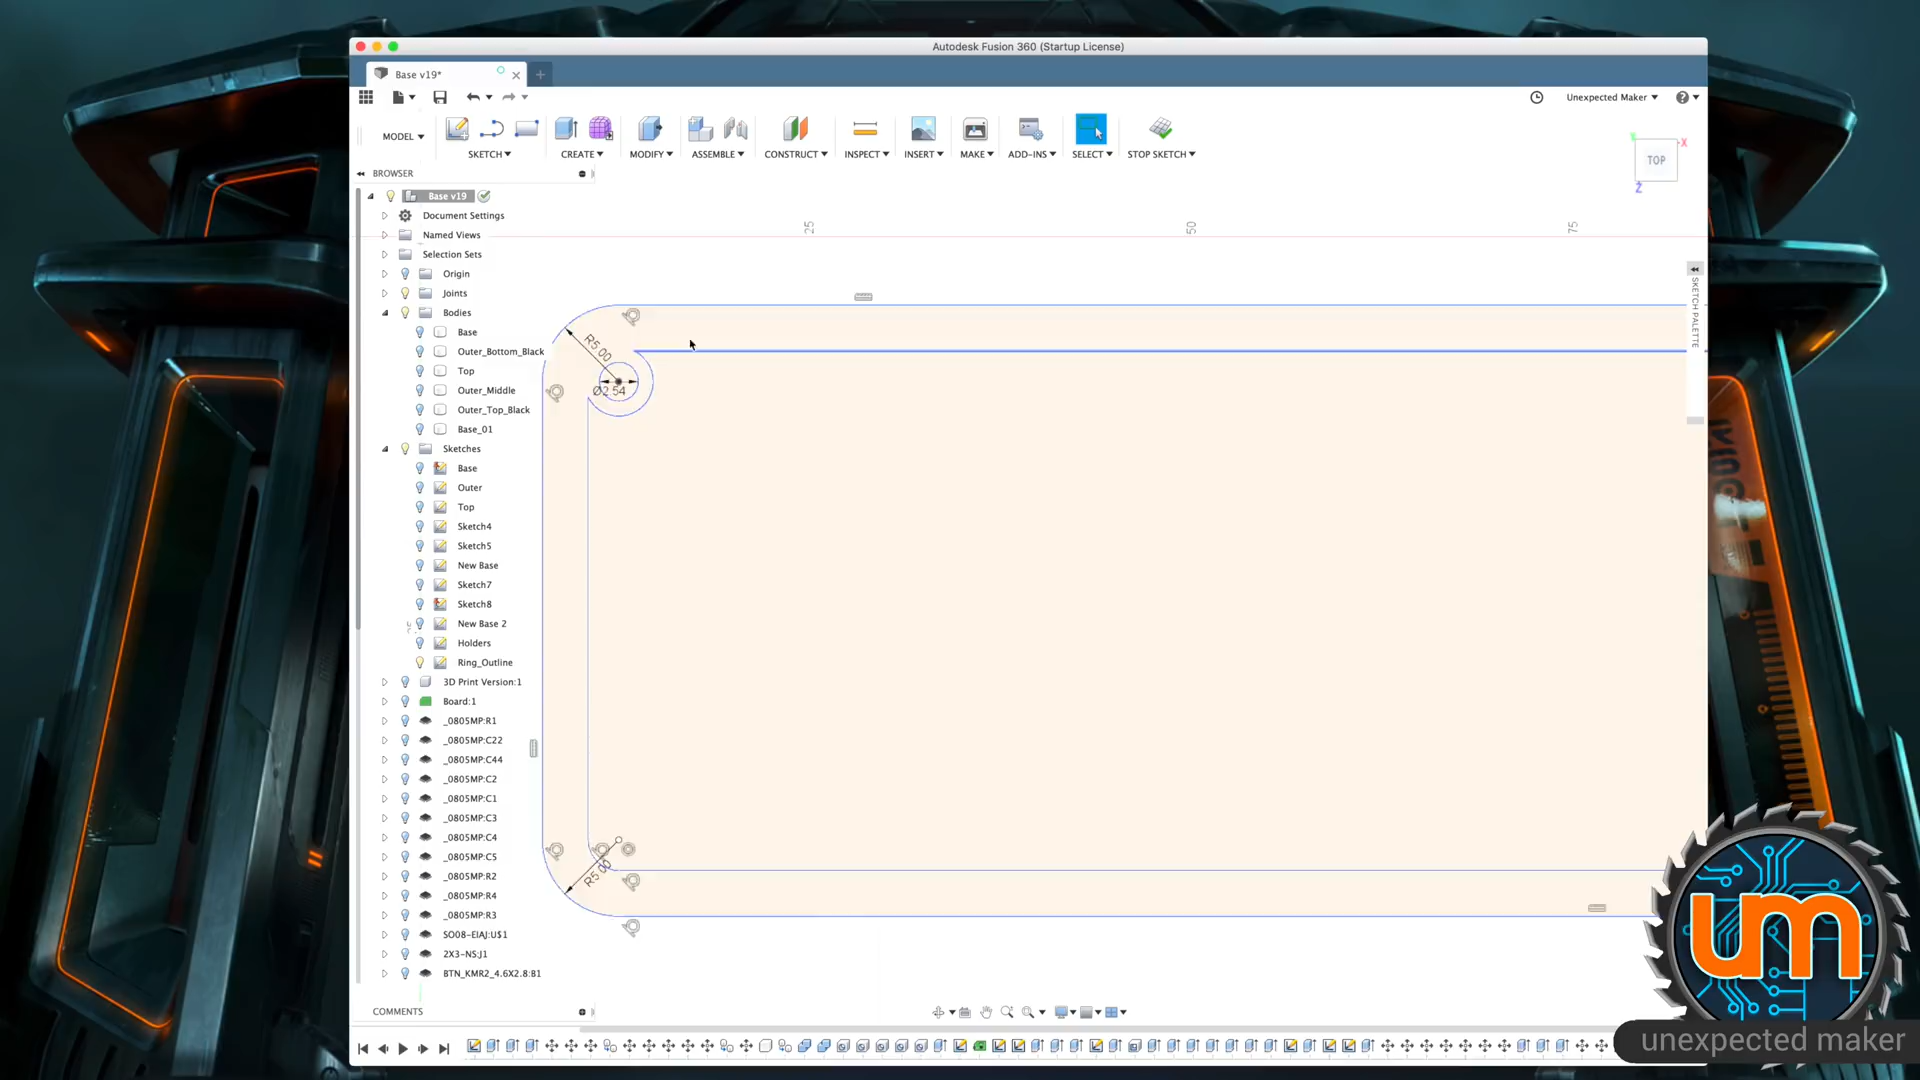 Autodesk Fusion 360 (Startup License)
Base v19*
Unexpected Maker
MODEL
SKETCH
CREATE
MODIFY
ASSEMBLE
CONSTRUCT
INSPECT
INSERT
MAKE
ADD-INS
SELECT
STOP SKETCH
TOP
X
Z
BROWSER
Base v19
Document Settings
Named Views
Selection Sets
Origin
Joints
Bodies
Base
Outer_Bottom_Black
Top
Outer_Middle
Outer_Top_Black
Base_01
Sketches
Base
Outer
Top
Sketch4
Sketch5
New Base
Sketch7
Sketch8
New Base 2
Holders
Ring_Outline
3D Print Version:1
Board:1
_0805MP:R1
_0805MP:C22
_0805MP:C44
_0805MP:C2
_0805MP:C1
_0805MP:C3
_0805MP:C4
_0805MP:C5
_0805MP:R2
_0805MP:R4
_0805MP:R3
SO08-EIAJ:U$1
2X3-NS:J1
BTN_KMR2_4.6X2.8:B1
25
50
75
R5.00
Ø2.54
R5.00
SKETCH PALETTE
COMMENTS
um
unexpected maker